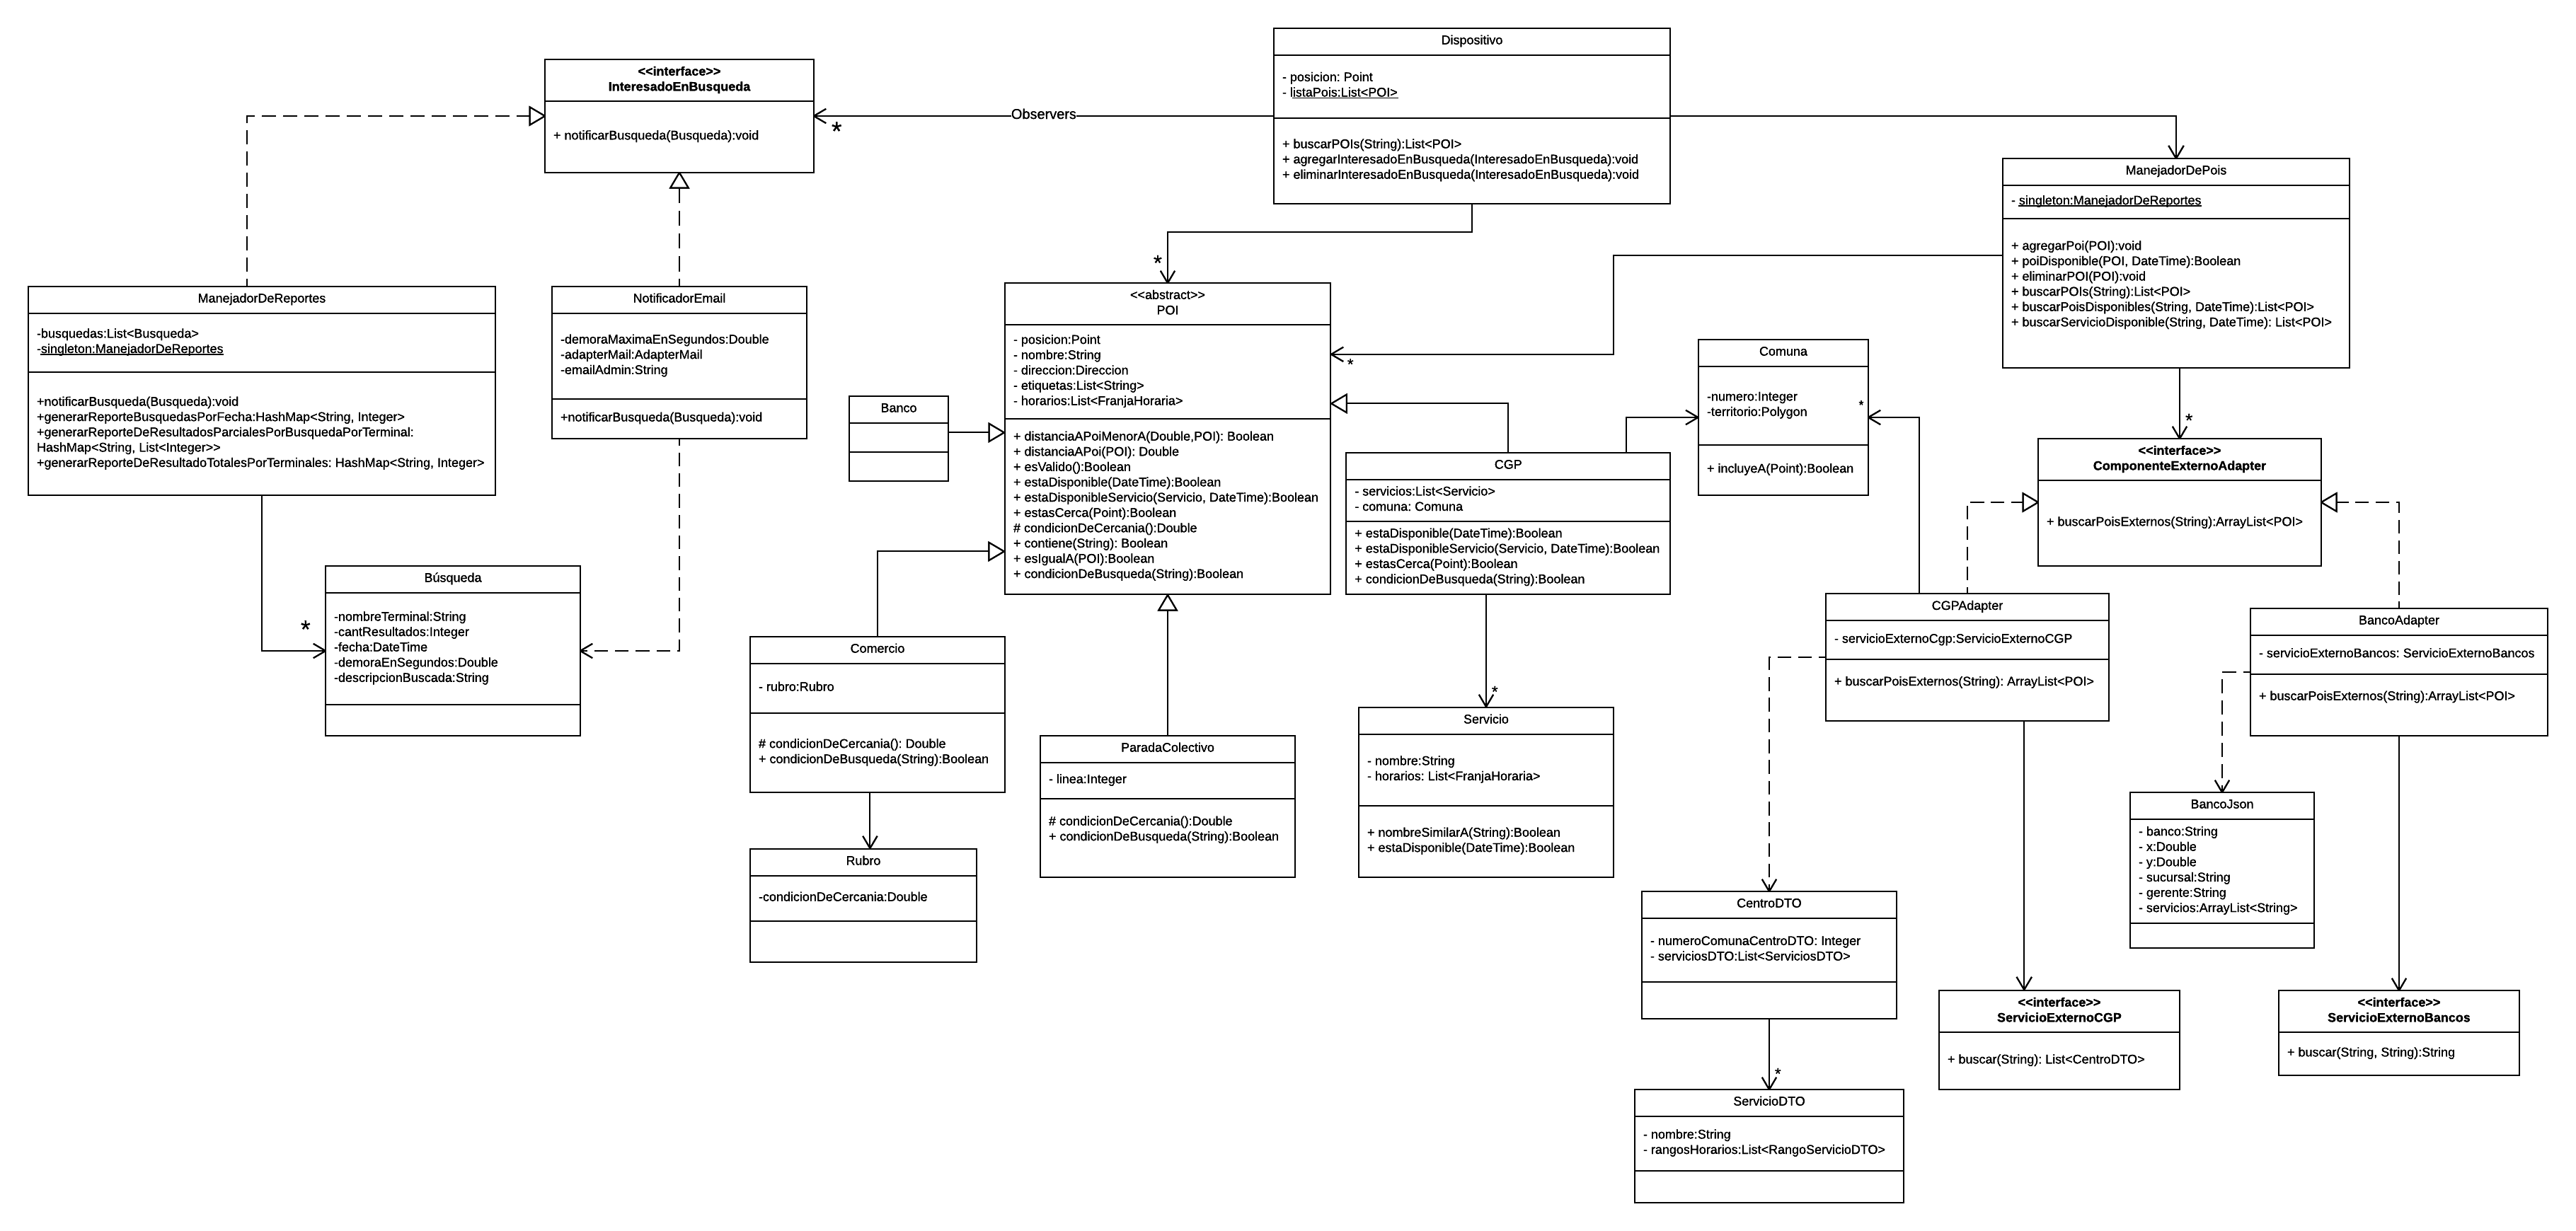 Dispositivo
- posicion: Point
- listaPois:List<POI>
+ buscarPOIs(String):List<POI>
+ agregarInteresadoEnBusqueda(InteresadoEnBusqueda):void
+ eliminarInteresadoEnBusqueda(InteresadoEnBusqueda):void
<<interface>>
InteresadoEnBusqueda
+ notificarBusqueda(Busqueda):void
*
Observers
ManejadorDePois
- singleton:ManejadorDeReportes
+ agregarPoi(POI):void
+ poiDisponible(POI, DateTime):Boolean
+ eliminarPOI(POI):void
+ buscarPOIs(String):List<POI>
+ buscarPoisDisponibles(String, DateTime):List<POI>
+ buscarServicioDisponible(String, DateTime): List<POI>
ManejadorDeReportes
-busquedas:List<Busqueda>
-singleton:ManejadorDeReportes
+notificarBusqueda(Busqueda):void
+generarReporteBusquedasPorFecha:HashMap<String, Integer>
+generarReporteDeResultadosParcialesPorBusquedaPorTerminal:
HashMap<String, List<Integer>>
+generarReporteDeResultadoTotalesPorTerminales: HashMap<String, Integer>
NotificadorEmail
-demoraMaximaEnSegundos:Double
-adapterMail:AdapterMail
-emailAdmin:String
+notificarBusqueda(Busqueda):void
*
<<abstract>>
POI
- posicion:Point
- nombre:String
- direccion:Direccion
- etiquetas:List<String>
- horarios:List<FranjaHoraria>
+ distanciaAPoiMenorA(Double,POI): Boolean
+ distanciaAPoi(POI): Double
+ esValido():Boolean
+ estaDisponible(DateTime):Boolean
+ estaDisponibleServicio(Servicio, DateTime):Boolean
+ estasCerca(Point):Boolean
# condicionDeCercania():Double
+ contiene(String): Boolean
+ esIgualA(POI):Boolean
+ condicionDeBusqueda(String):Boolean
*
Comuna
-numero:Integer
-territorio:Polygon
+ incluyeA(Point):Boolean
*
Banco
CGP
- servicios:List<Servicio>
- comuna: Comuna
+ estaDisponible(DateTime):Boolean
+ estaDisponibleServicio(Servicio, DateTime):Boolean
+ estasCerca(Point):Boolean
+ condicionDeBusqueda(String):Boolean
*
<<interface>>
ComponenteExternoAdapter
+ buscarPoisExternos(String):ArrayList<POI>
Búsqueda
-nombreTerminal:String
-cantResultados:Integer
-fecha:DateTime
-demoraEnSegundos:Double
-descripcionBuscada:String
*
CGPAdapter
- servicioExternoCgp:ServicioExternoCGP
+ buscarPoisExternos(String): ArrayList<POI>
BancoAdapter
- servicioExternoBancos: ServicioExternoBancos
+ buscarPoisExternos(String):ArrayList<POI>
Comercio
- rubro:Rubro
# condicionDeCercania(): Double
+ condicionDeBusqueda(String):Boolean
ParadaColectivo
- linea:Integer
# condicionDeCercania():Double
+ condicionDeBusqueda(String):Boolean
*
Servicio
- nombre:String
- horarios: List<FranjaHoraria>
+ nombreSimilarA(String):Boolean
+ estaDisponible(DateTime):Boolean
BancoJson
- banco:String
- x:Double
- y:Double
- sucursal:String
- gerente:String
- servicios:ArrayList<String>
Rubro
-condicionDeCercania:Double
CentroDTO
- numeroComunaCentroDTO: Integer
- serviciosDTO:List<ServiciosDTO>
<<interface>>
ServicioExternoCGP
+ buscar(String): List<CentroDTO>
<<interface>>
ServicioExternoBancos
+ buscar(String, String):String
*
ServicioDTO
- nombre:String
- rangosHorarios:List<RangoServicioDTO>